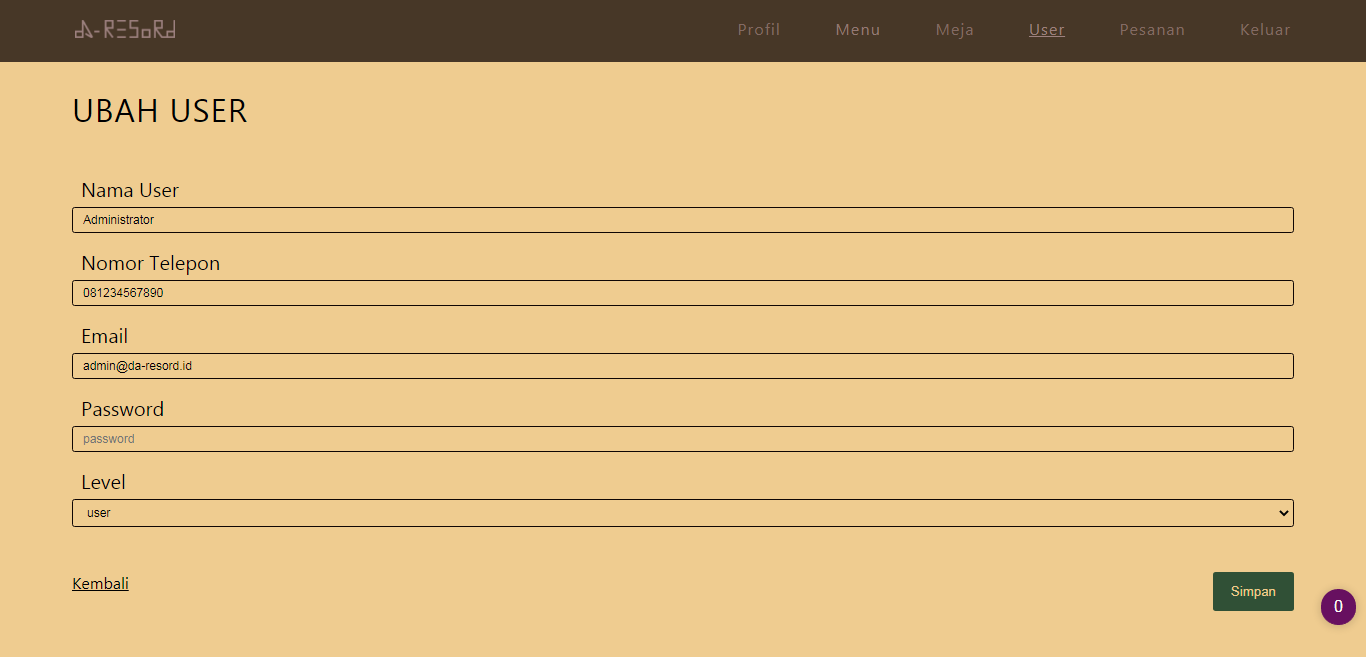 da-RESoRd
Profil Menu Meja User Pesanan Keluar
UBAH USER
Nama User
Administrator
Nomor Telepon
081234567890
Email
admin@da-resord.id
Password
password
Level
user
Kembali
Simpan
0